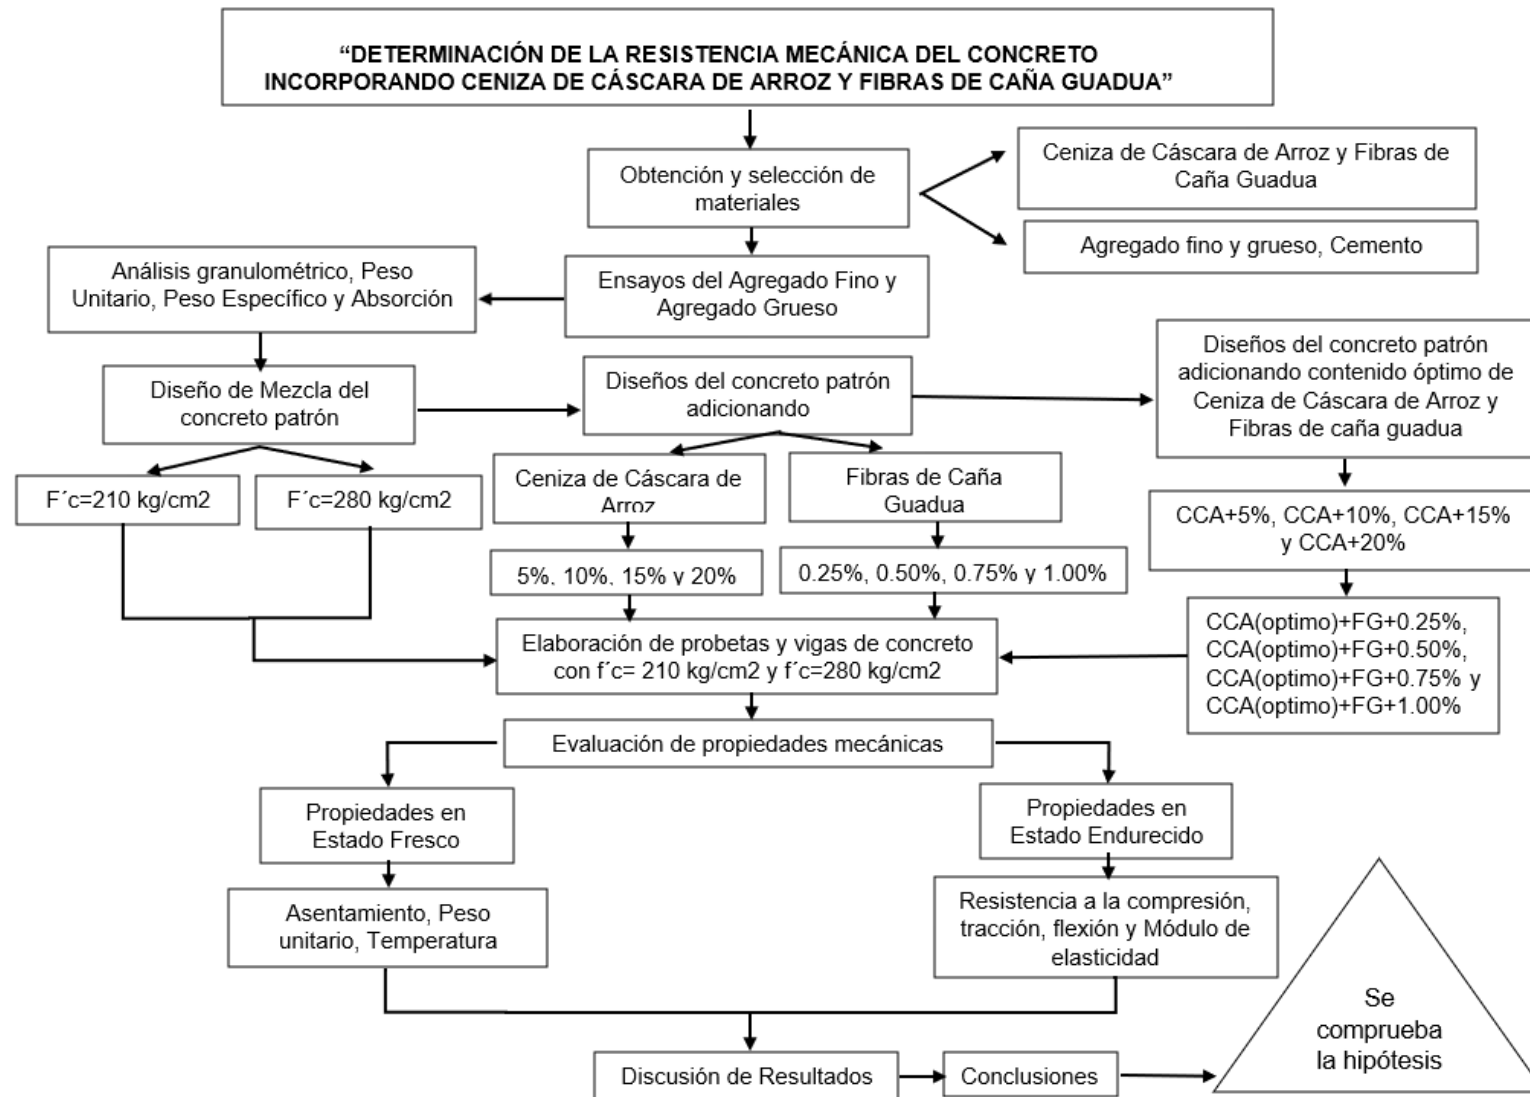 “DETERMINACIÓN DE LA RESISTENCIA MECÁNICA DEL CONCRETO
INCORPORANDO CENIZA DE CÁSCARA DE ARROZ Y FIBRAS DE CAÑA GUADUA”
Obtención y selección de
materiales
Ceniza de Cáscara de Arroz y Fibras de
Caña Guadua
Agregado fino y grueso, Cemento
Ensayos del Agregado Fino y
Agregado Grueso
Análisis granulométrico, Peso
Unitario, Peso Específico y Absorción
Diseño de Mezcla del
concreto patrón
Diseños del concreto patrón
adicionando
Diseños del concreto patrón
adicionando contenido óptimo de
Ceniza de Cáscara de Arroz y
Fibras de caña guadua
F´c=210 kg/cm2
F´c=280 kg/cm2
Ceniza de Cáscara de
Arroz
Fibras de Caña
Guadua
CCA+5%, CCA+10%, CCA+15%
y CCA+20%
5%, 10%, 15% y 20%
0.25%, 0.50%, 0.75% y 1.00%
CCA(optimo)+FG+0.25%,
CCA(optimo)+FG+0.50%,
CCA(optimo)+FG+0.75% y
CCA(optimo)+FG+1.00%
Elaboración de probetas y vigas de concreto
con f´c= 210 kg/cm2 y f´c=280 kg/cm2
Evaluación de propiedades mecánicas
Propiedades en
Estado Fresco
Propiedades en
Estado Endurecido
Asentamiento, Peso
unitario, Temperatura
Resistencia a la compresión,
tracción, flexión y Módulo de
elasticidad
Discusión de Resultados
Conclusiones
Se
comprueba
la hipótesis